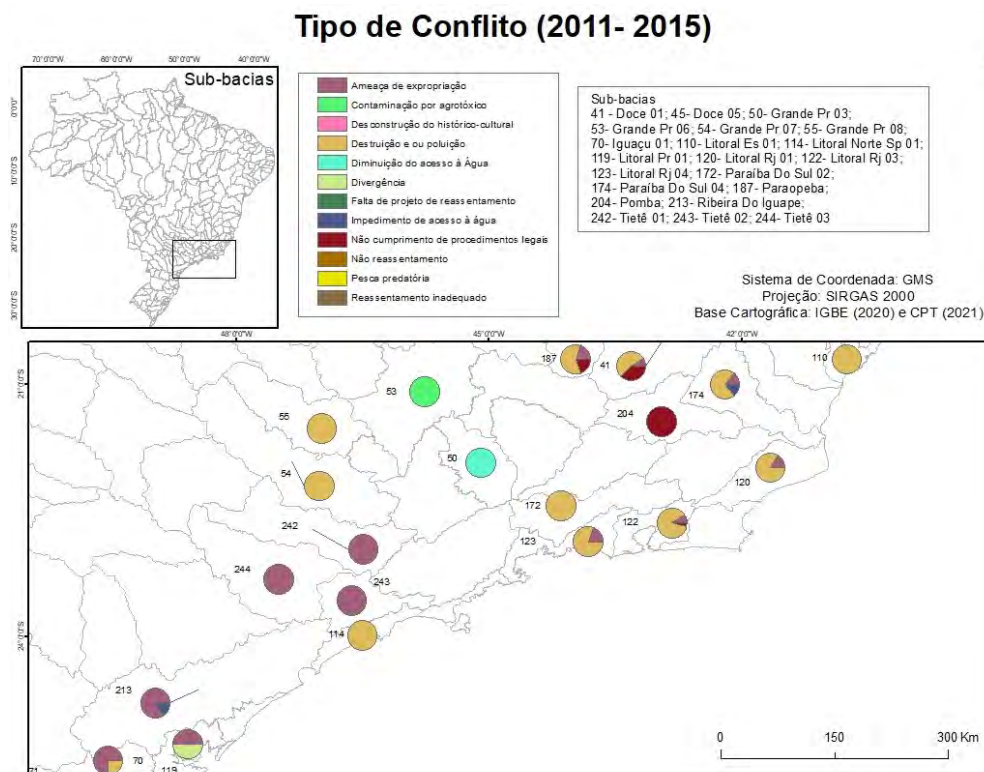 Tipo de Conflito (2011- 2015)
70°0'0"W 60°0'0"W 50°0'0"W 40°0'0"W
Sub-bacias
0°0'0"
10°0'0"S
20°0'0"S
30°0'0"S
Ameaça de expropriação
Contaminação por agrotóxico
Desconstrução do histórico-cultural
Destruição e ou poluição
Diminuição do acesso à Água
Divergência
Falta de projeto de reassentamento
Impedimento de acesso à água
Não cumprimento de procedimentos legais
Não reassentamento
Pesca predatória
Reassentamento inadequado
Sub-bacias
41 - Doce 01; 45- Doce 05; 50- Grande Pr 03;
53- Grande Pr 06; 54- Grande Pr 07; 55- Grande Pr 08;
70- Iguaçu 01; 110- Litoral Es 01; 114- Litoral Norte Sp 01;
119- Litoral Pr 01; 120- Litoral Rj 01; 122- Litoral Rj 03;
123- Litoral Rj 04; 172- Paraíba Do Sul 02;
174- Paraíba Do Sul 04; 187- Paraopeba;
204- Pomba; 213- Ribeira Do Iguape;
242- Tietê 01; 243- Tietê 02; 244- Tietê 03
Sistema de Coordenada: GMS
Projeção: SIRGAS 2000
Base Cartográfica: IGBE (2020) e CPT (2021)
48°0'0"W 45°0'0"W 42°0'0"W
21°0'0"S
24°0'0"S
187
41
110
53
174
55
204
50
54
120
172
242
122
123
244
243
114
213
70
119
71
0 150 300 Km